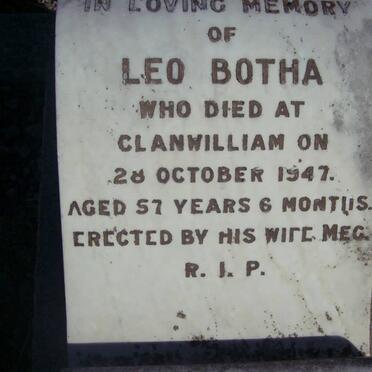 IN LOVING MEMORY
OF
LEO BOTHA
WHO DIED AT
CLANWILLIAM ON
28 OCTOBER 1947.
AGED 57 YEARS 6 MONTHS.
ERECTED BY HIS WIFE MEG.
R. I. P.